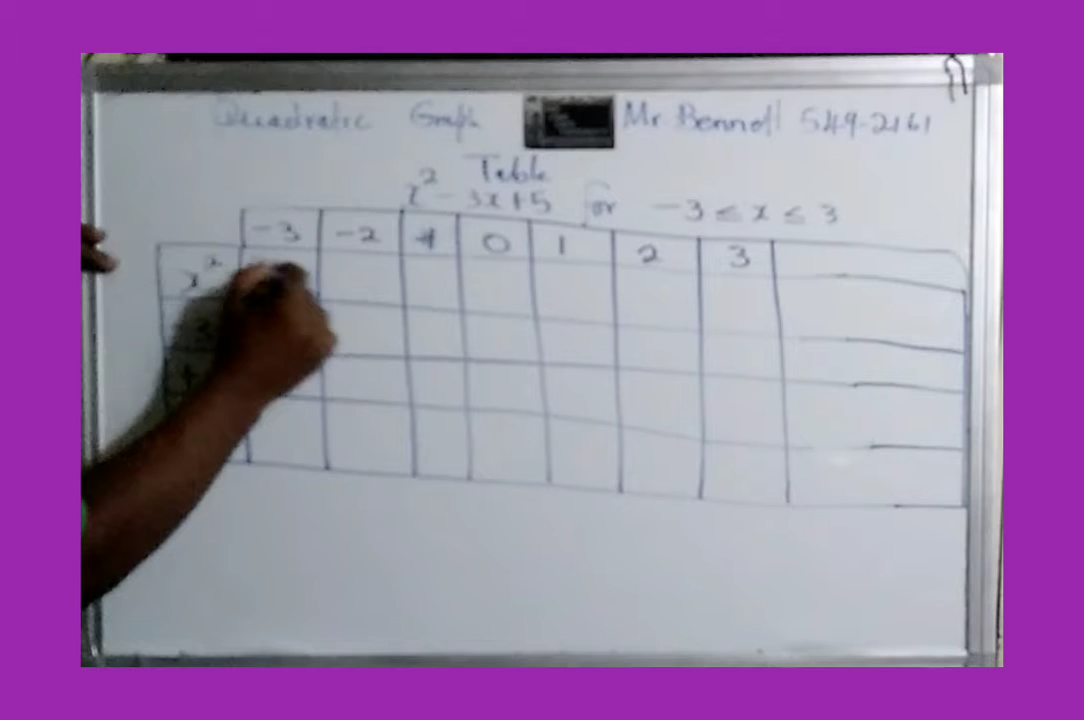 Quadratic Graph Mr Bennett 549-2161
Table
x² - 3x + 5 for -3 ≤ x ≤ 3
-3 -2 -1 0 1 2 3
x²